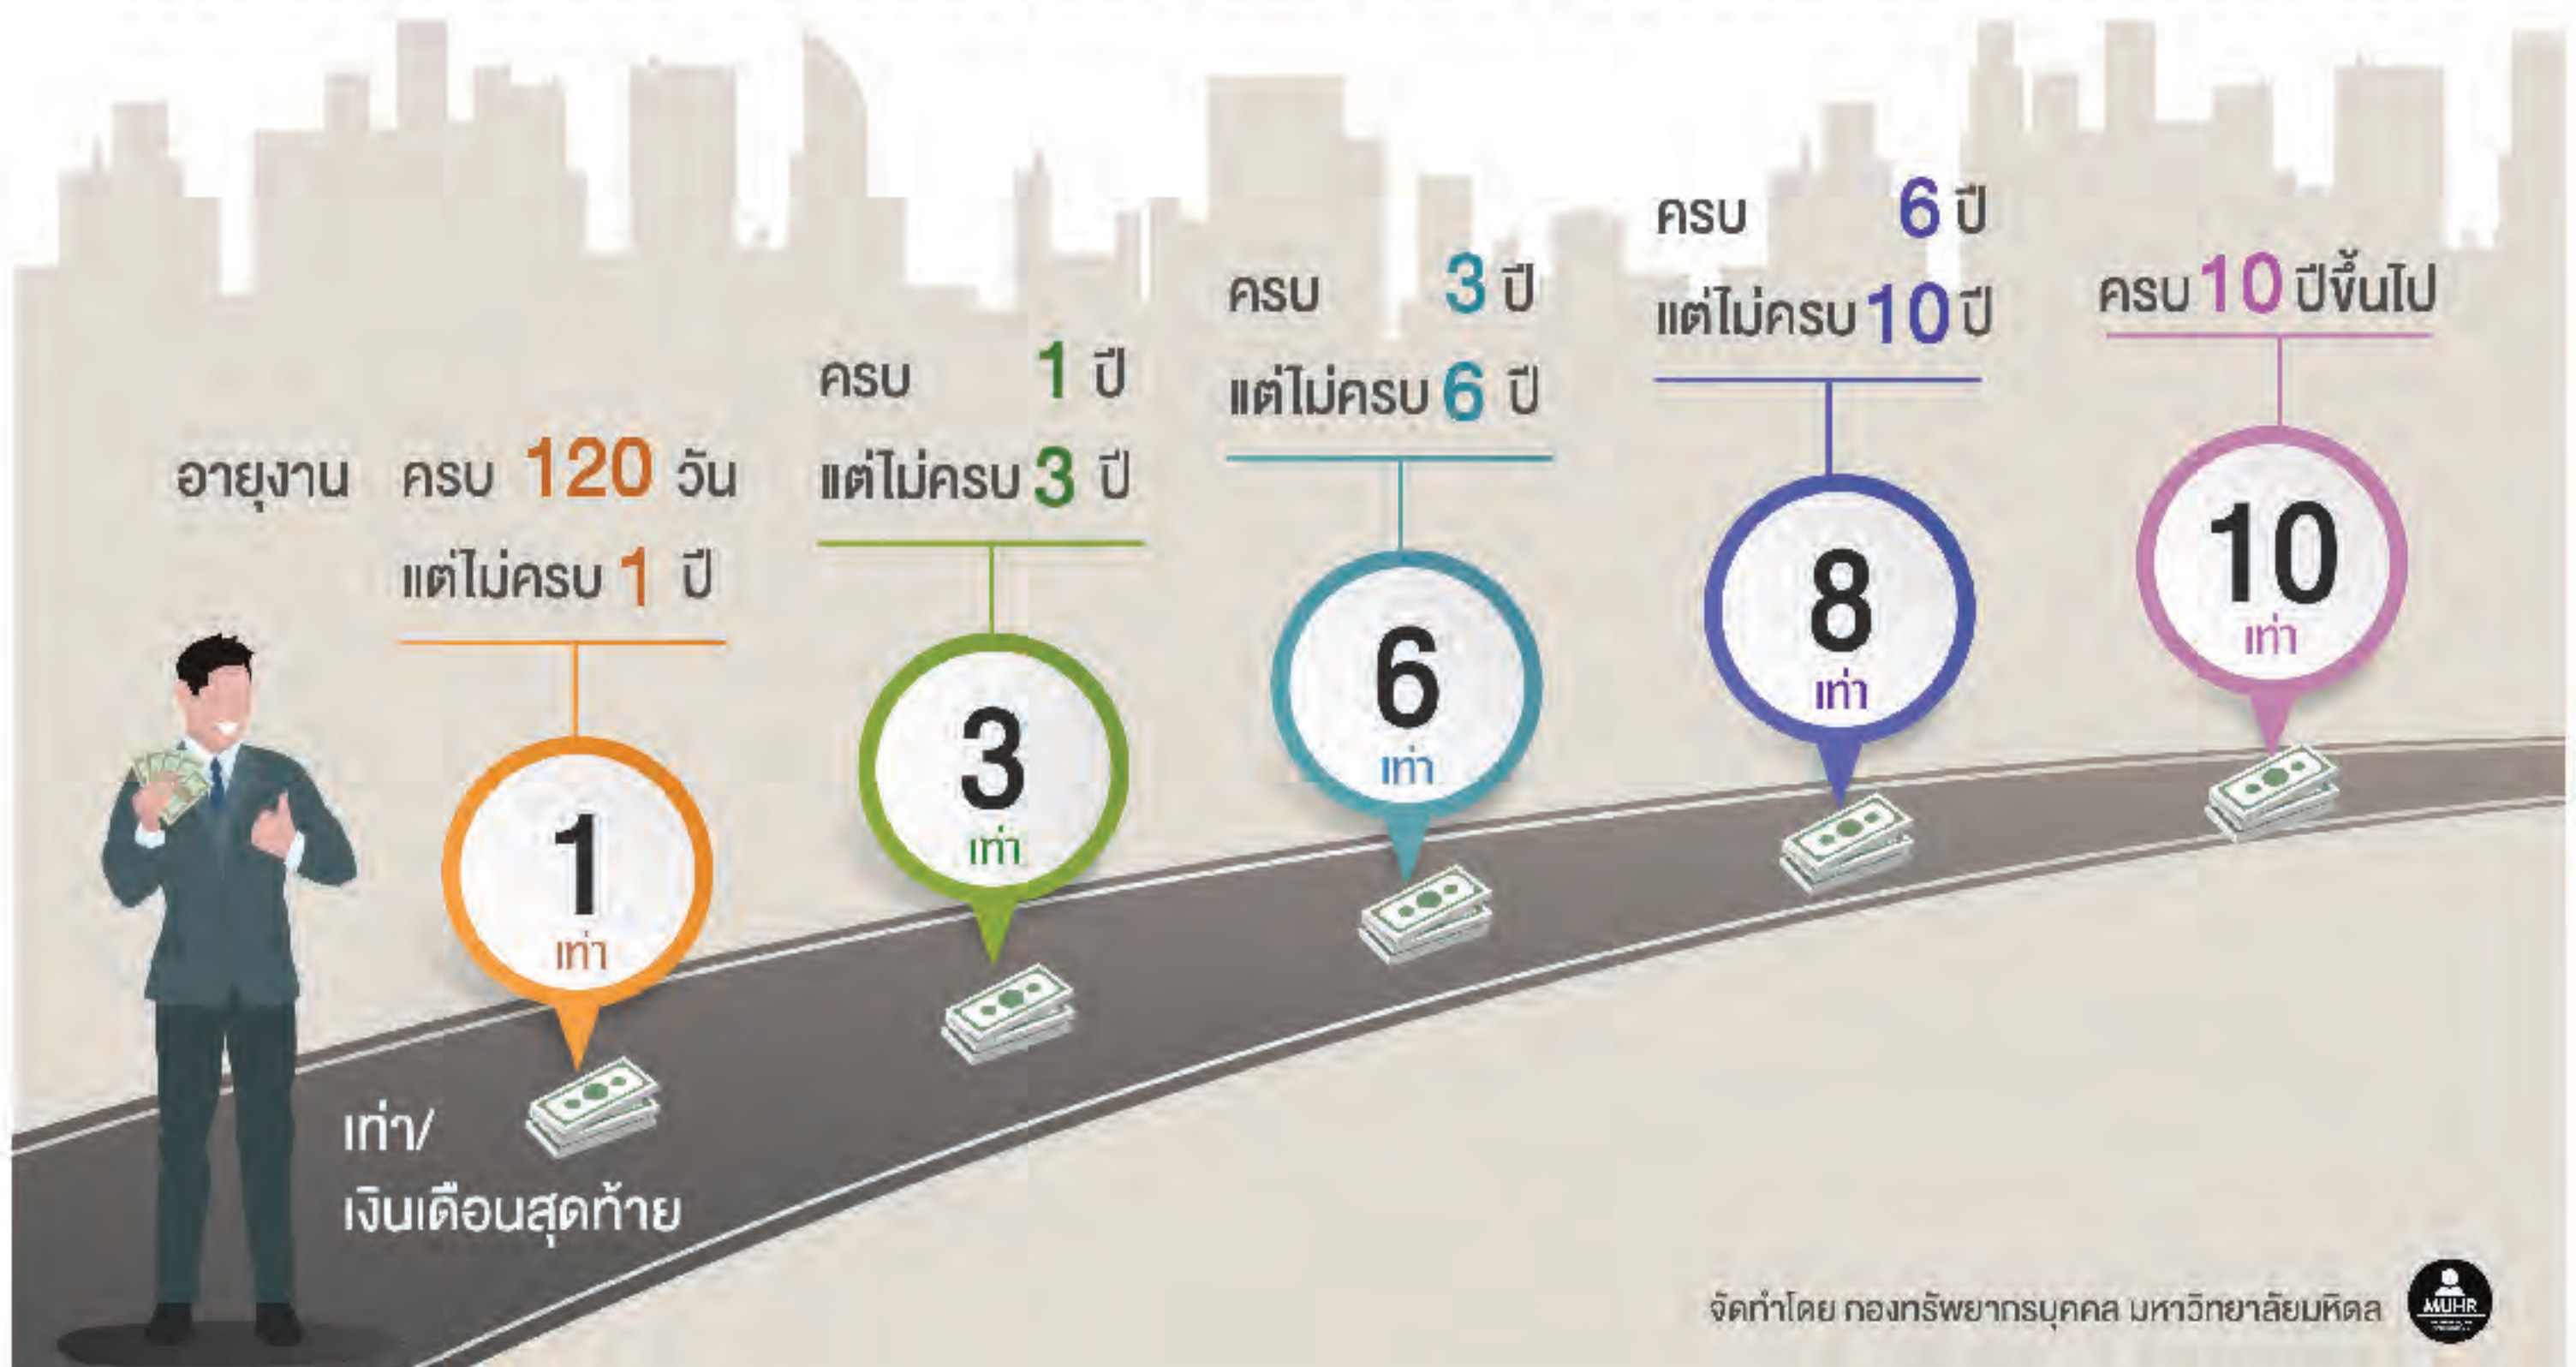 อายุงาน ครบ 120 วัน
แต่ไม่ครบ 1 ปี
1
เท่า
ครบ 1 ปี
แต่ไม่ครบ 3 ปี
3
เท่า
ครบ 3 ปี
แต่ไม่ครบ 6 ปี
6
เท่า
ครบ 6 ปี
แต่ไม่ครบ 10 ปี
8
เท่า
ครบ 10 ปีขึ้นไป
10
เท่า
เท่า/
เงินเดือนสุดท้าย
จัดทำโดย กองทรัพยากรบุคคล มหาวิทยาลัยมหิดล
MUHR